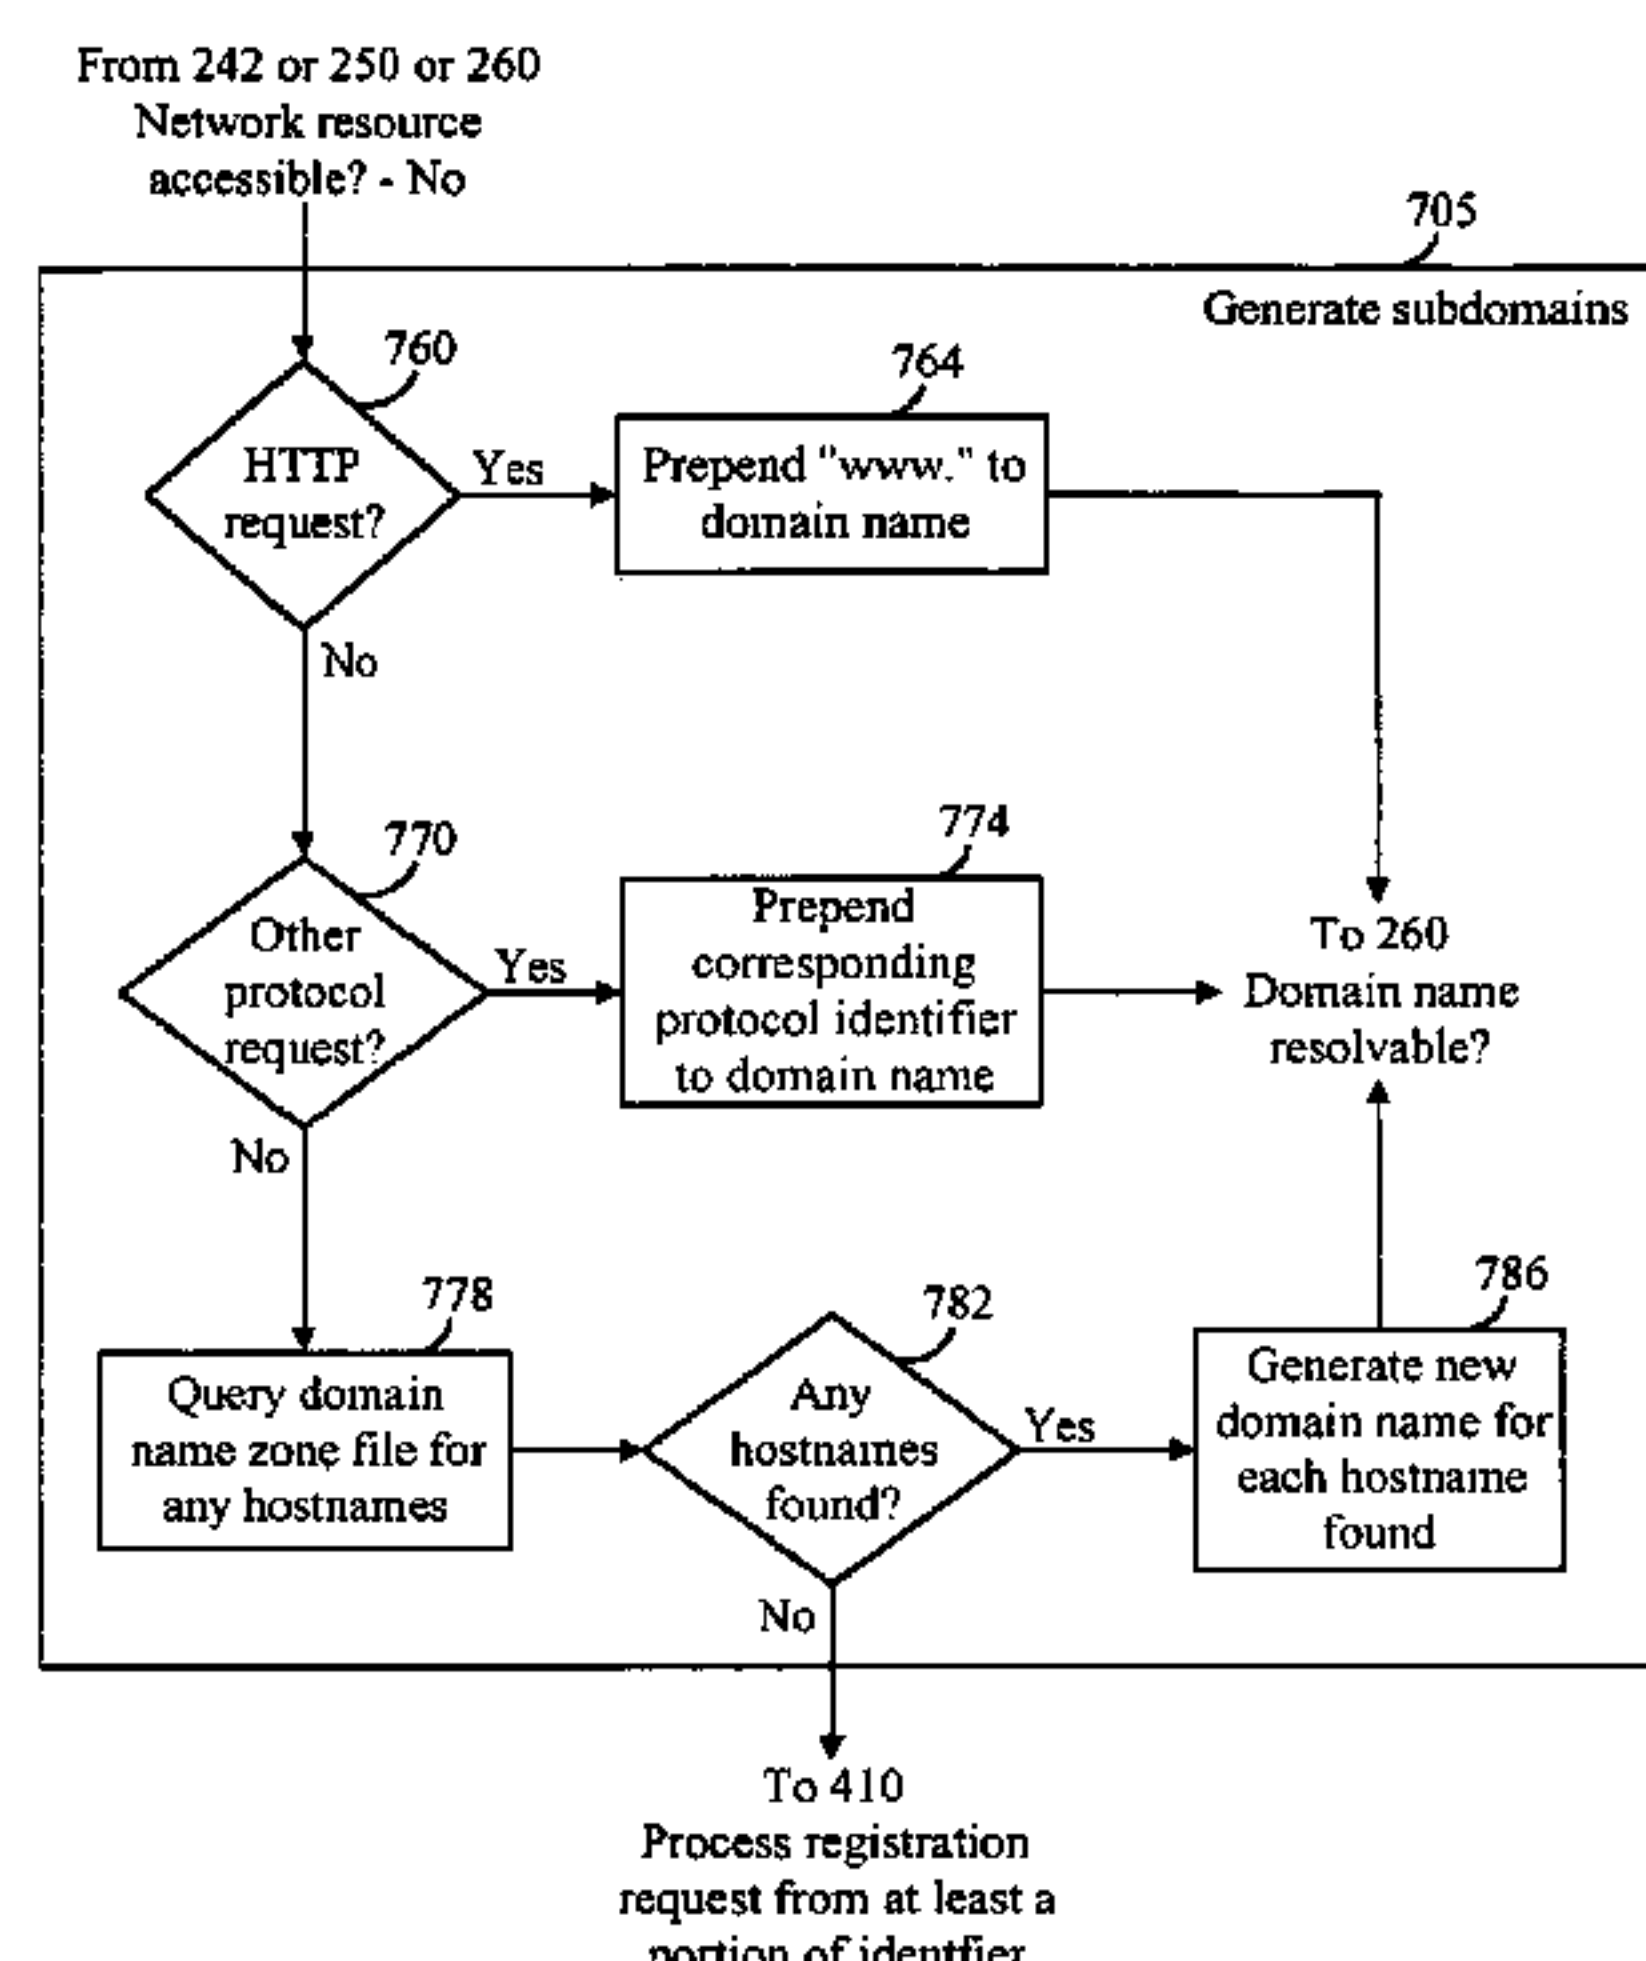 From 242 or 250 or 260
Network resource
accessible? - No
705
Generate subdomains
760
HTTP
request?
Yes
764
Prepend "www." to
domain name
No
770
Other
protocol
request?
Yes
774
Prepend
corresponding
protocol identifier
to domain name
To 260
Domain name
resolvable?
No
778
Query domain
name zone file for
any hostnames
782
Any
hostnames
found?
Yes
786
Generate new
domain name for
each hostname
found
No
To 410
Process registration
request from at least a
portion of identfier